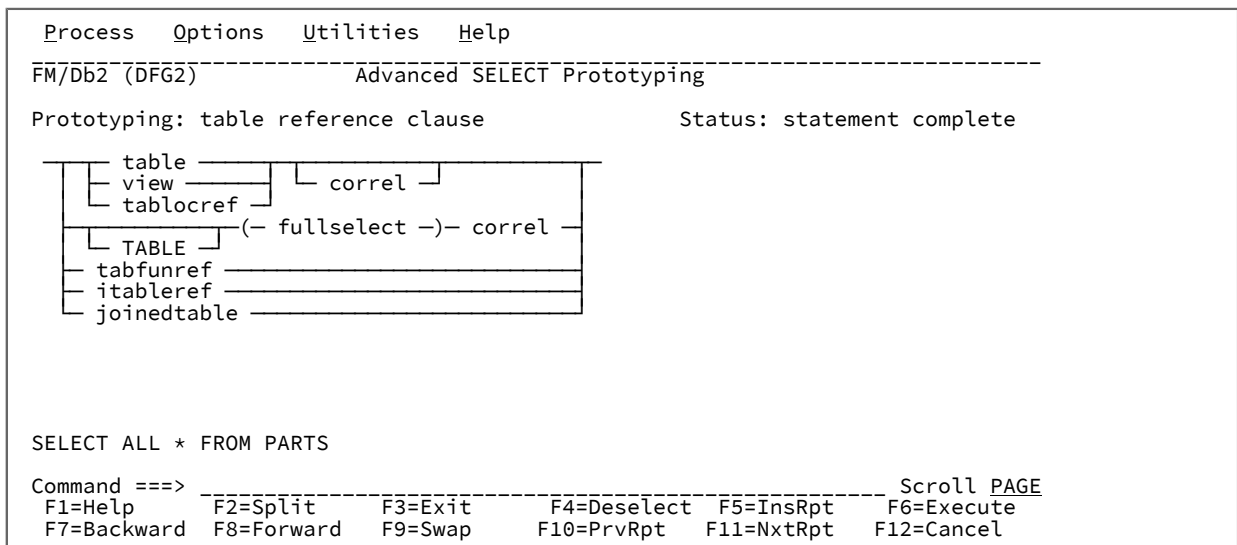 Process Options Utilities Help
FM/Db2 (DFG2) Advanced SELECT Prototyping
Prototyping: table reference clause Status: statement complete
table
view correl
tablocref
(— fullselect —)— correl
TABLE
tabfunref
itableref
joinedtable
SELECT ALL * FROM PARTS
Command ===> Scroll PAGE
F1=Help F2=Split F3=Exit F4=Deselect F5=InsRpt F6=Execute
F7=Backward F8=Forward F9=Swap F10=PrvRpt F11=NxtRpt F12=Cancel